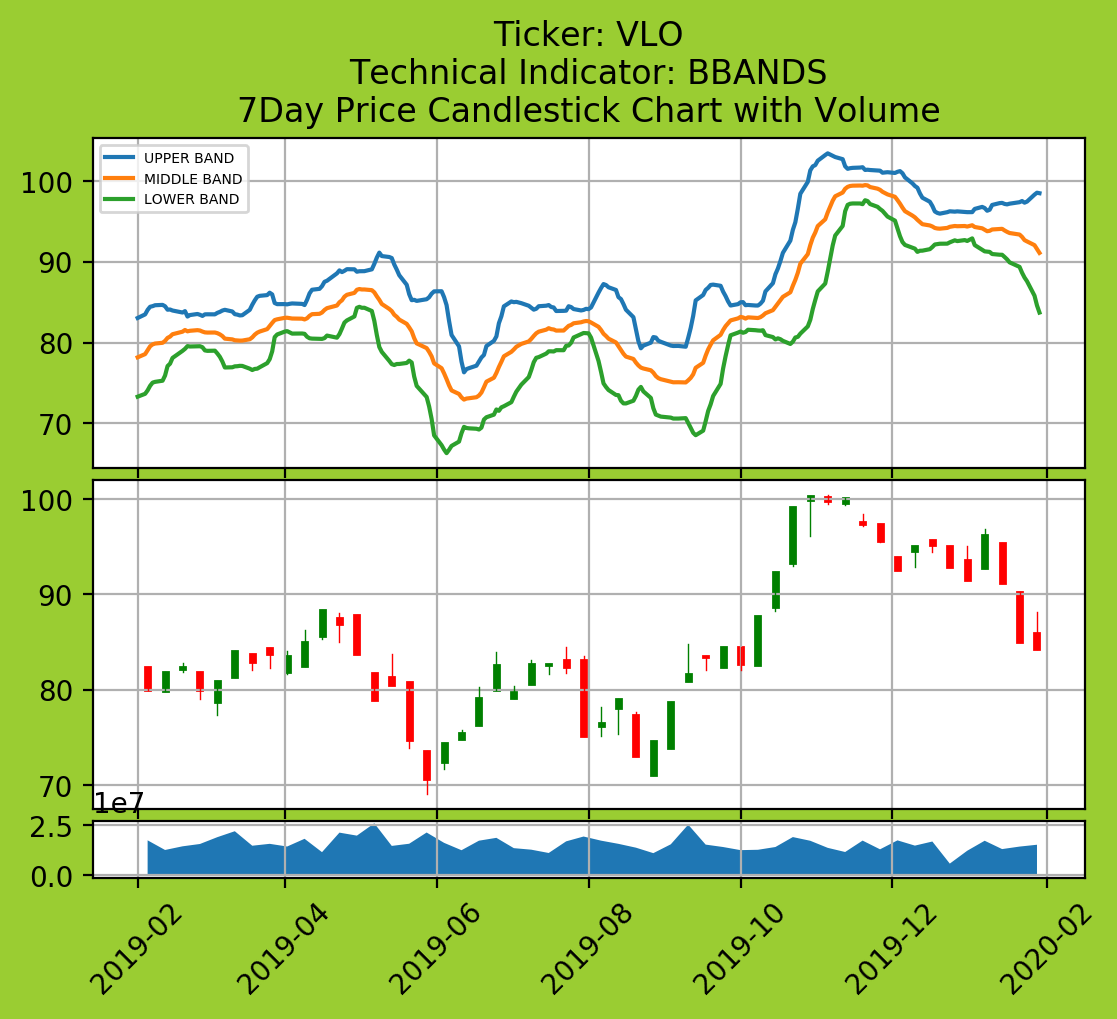 Ticker: VLO
Technical Indicator: BBANDS
7Day Price Candlestick Chart with Volume
UPPER BAND
MIDDLE BAND
LOWER BAND
100
90
80
70
100
90
80
70
1e7
2.5
0.0
2019-02
2019-04
2019-06
2019-08
2019-10
2019-12
2020-02